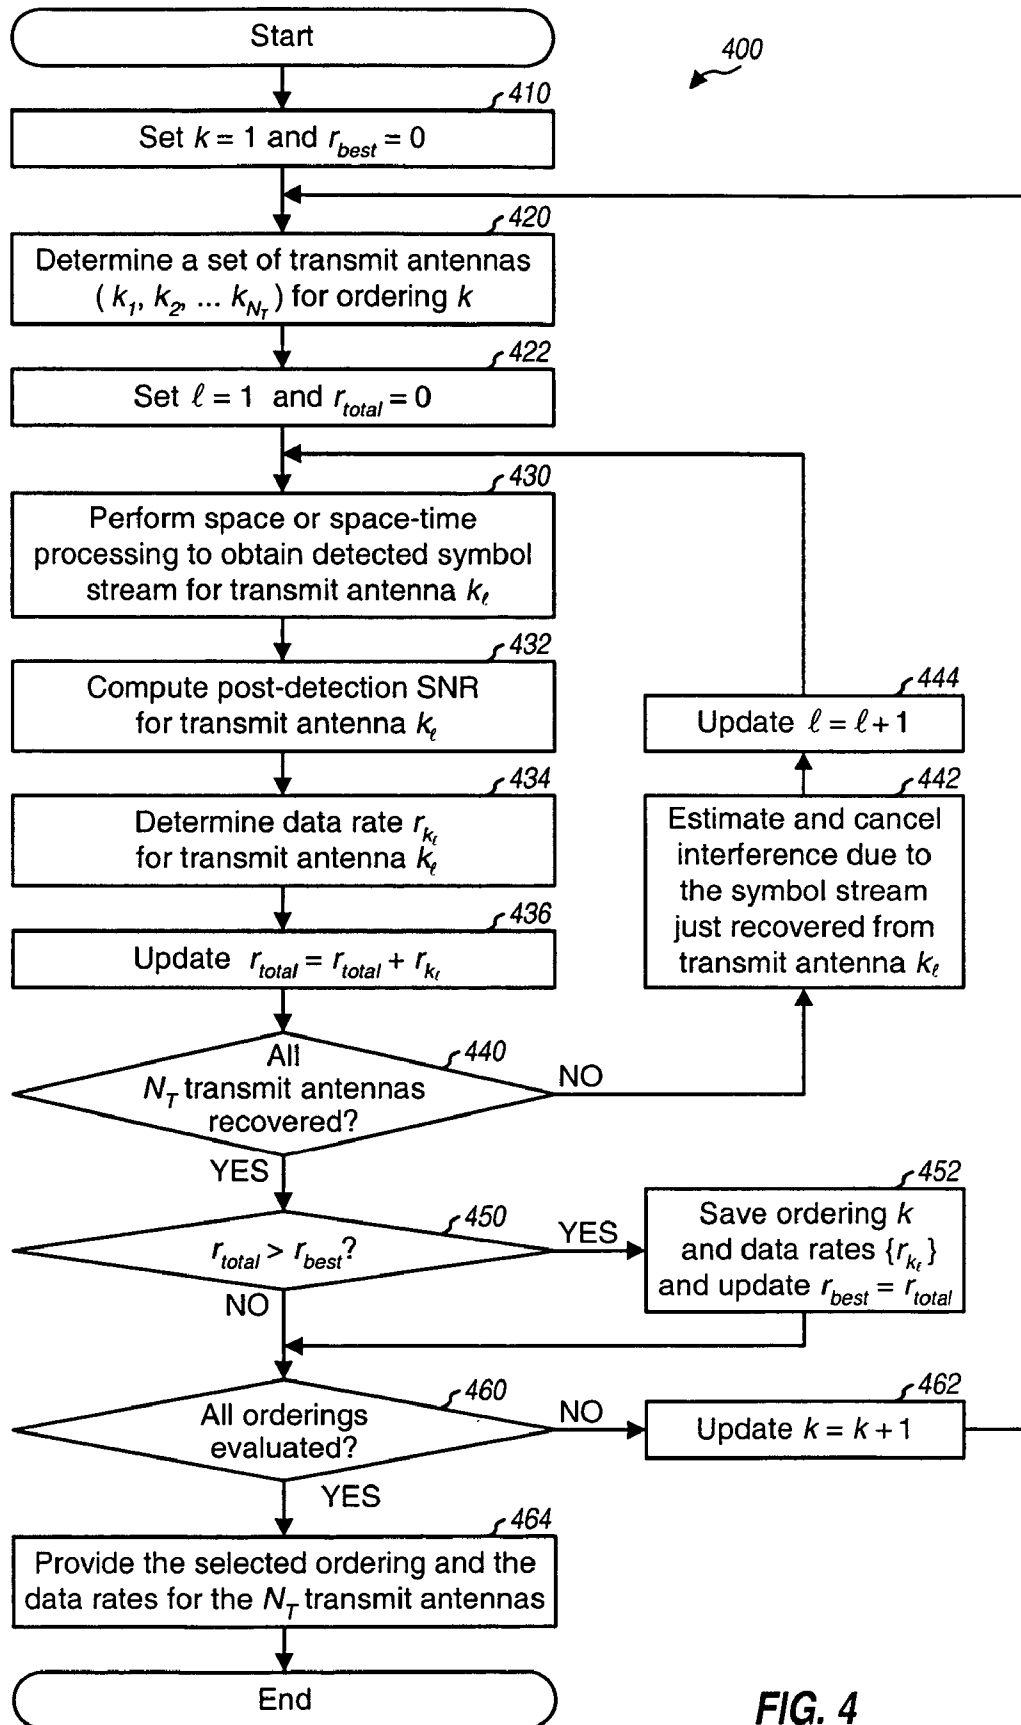 Start
400
410
Set k = 1 and r_best = 0
420
Determine a set of transmit antennas
( k_1, k_2, ... k_{N_T} ) for ordering k
422
Set ℓ = 1 and r_total = 0
430
Perform space or space-time
processing to obtain detected symbol
stream for transmit antenna k_ℓ
432
Compute post-detection SNR
for transmit antenna k_ℓ
434
Determine data rate r_{k_ℓ}
for transmit antenna k_ℓ
436
Update r_total = r_total + r_{k_ℓ}
444
Update ℓ = ℓ + 1
442
Estimate and cancel
interference due to
the symbol stream
just recovered from
transmit antenna k_ℓ
All
440
N_T transmit antennas
recovered?
NO
YES
450
r_total > r_best?
YES
NO
452
Save ordering k
and data rates {r_{k_ℓ}}
and update r_best = r_total
460
All orderings
evaluated?
NO
YES
462
Update k = k + 1
464
Provide the selected ordering and the
data rates for the N_T transmit antennas
End
FIG. 4